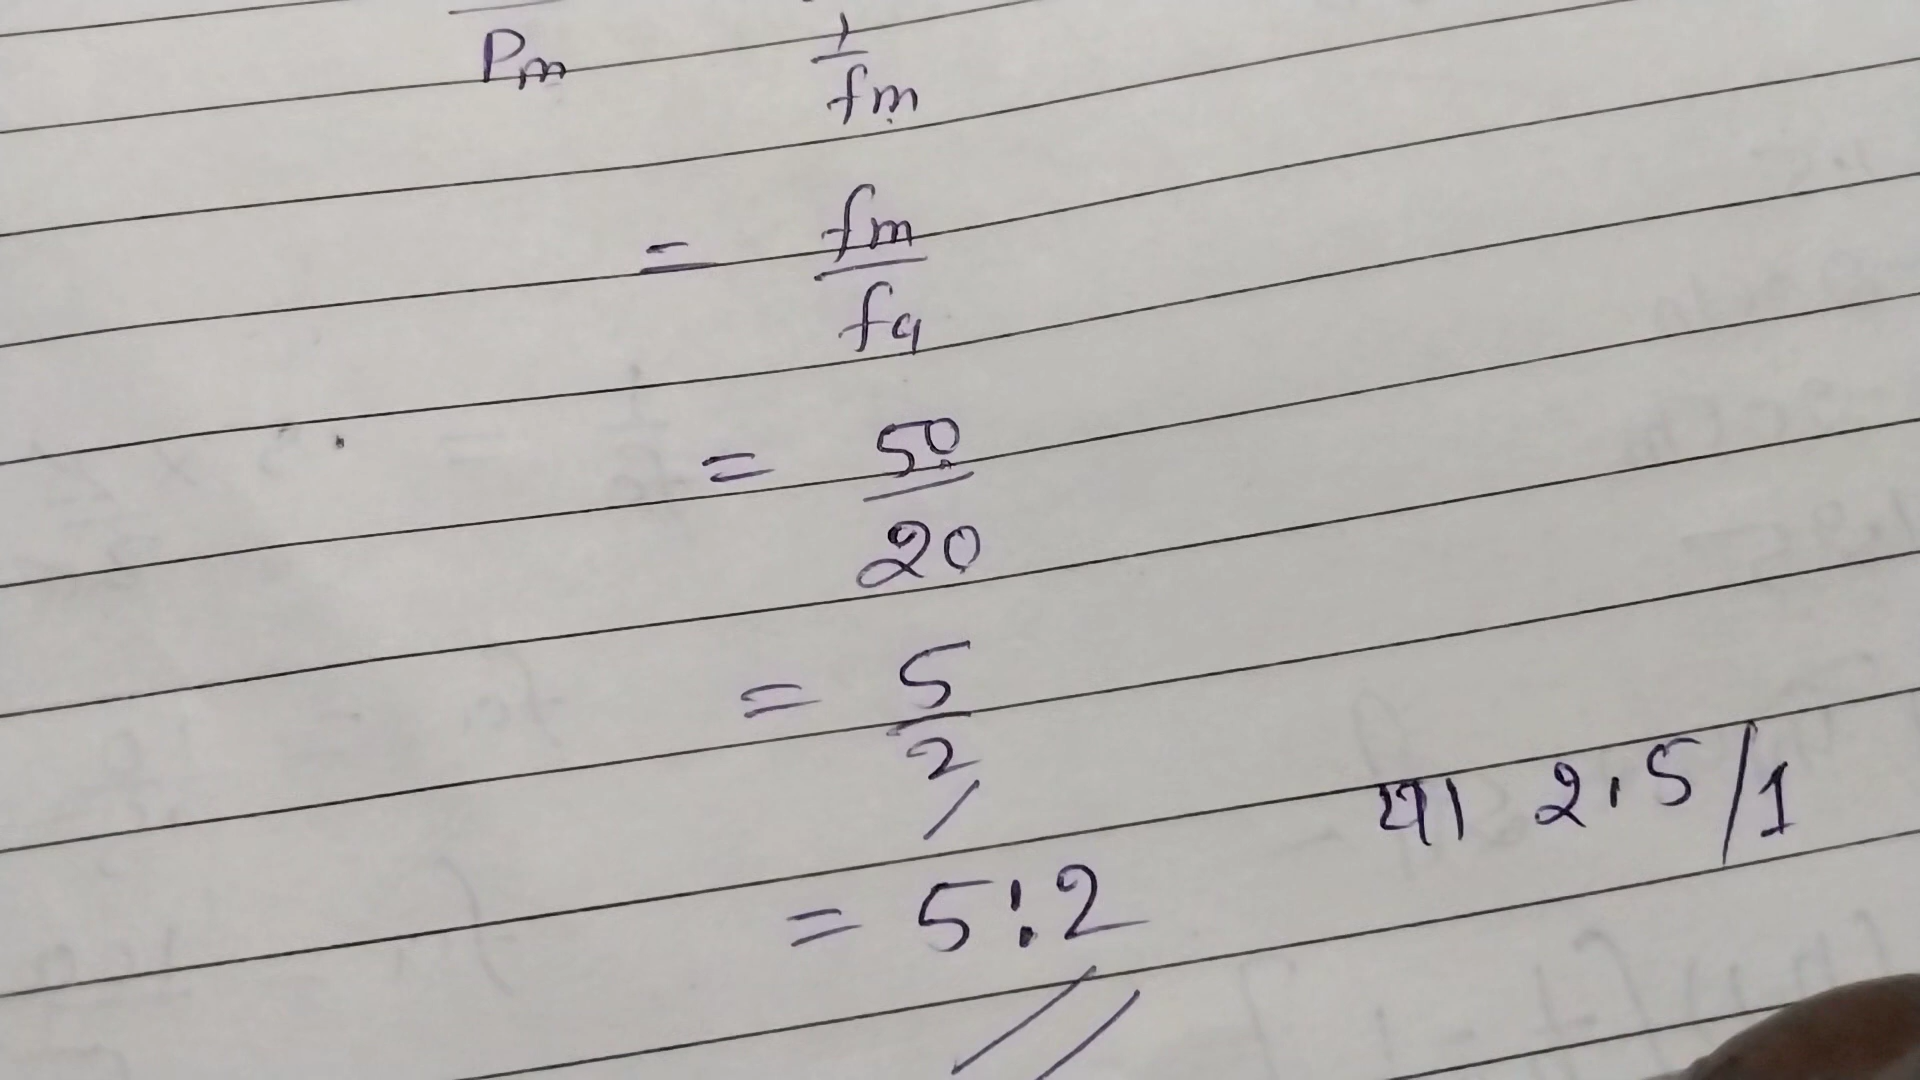 Pm 1/fm
= fm/fa
= 50/20
= 5/2
या 2.5/1
= 5:2